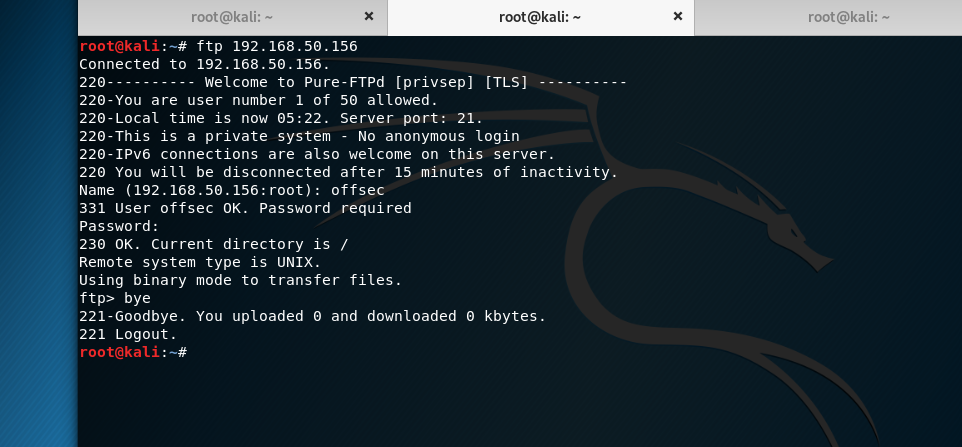 root@kali: ~ × root@kali: ~ × root@kali: ~
root@kali:~# ftp 192.168.50.156
Connected to 192.168.50.156.
220---------- Welcome to Pure-FTPd [privsep] [TLS] ----------
220-You are user number 1 of 50 allowed.
220-Local time is now 05:22. Server port: 21.
220-This is a private system - No anonymous login
220-IPv6 connections are also welcome on this server.
220 You will be disconnected after 15 minutes of inactivity.
Name (192.168.50.156:root): offsec
331 User offsec OK. Password required
Password:
230 OK. Current directory is /
Remote system type is UNIX.
Using binary mode to transfer files.
ftp> bye
221-Goodbye. You uploaded 0 and downloaded 0 kbytes.
221 Logout.
root@kali:~#